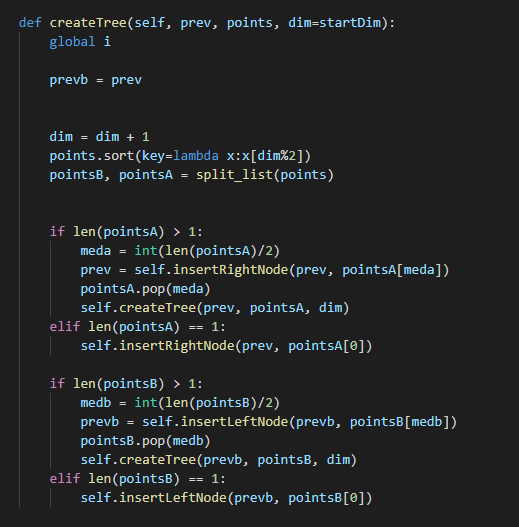 def createTree(self, prev, points, dim=startDim):
    global i
    prevb = prev
    dim = dim + 1
    points.sort(key=lambda x:x[dim%2])
    pointsB, pointsA = split_list(points)
    if len(pointsA) > 1:
        meda = int(len(pointsA)/2)
        prev = self.insertRightNode(prev, pointsA[meda])
        pointsA.pop(meda)
        self.createTree(prev, pointsA, dim)
    elif len(pointsA) == 1:
        self.insertRightNode(prev, pointsA[0])
    if len(pointsB) > 1:
        medb = int(len(pointsB)/2)
        prevb = self.insertLeftNode(prevb, pointsB[medb])
        pointsB.pop(medb)
        self.createTree(prevb, pointsB, dim)
    elif len(pointsB) == 1:
        self.insertLeftNode(prevb, pointsB[0])